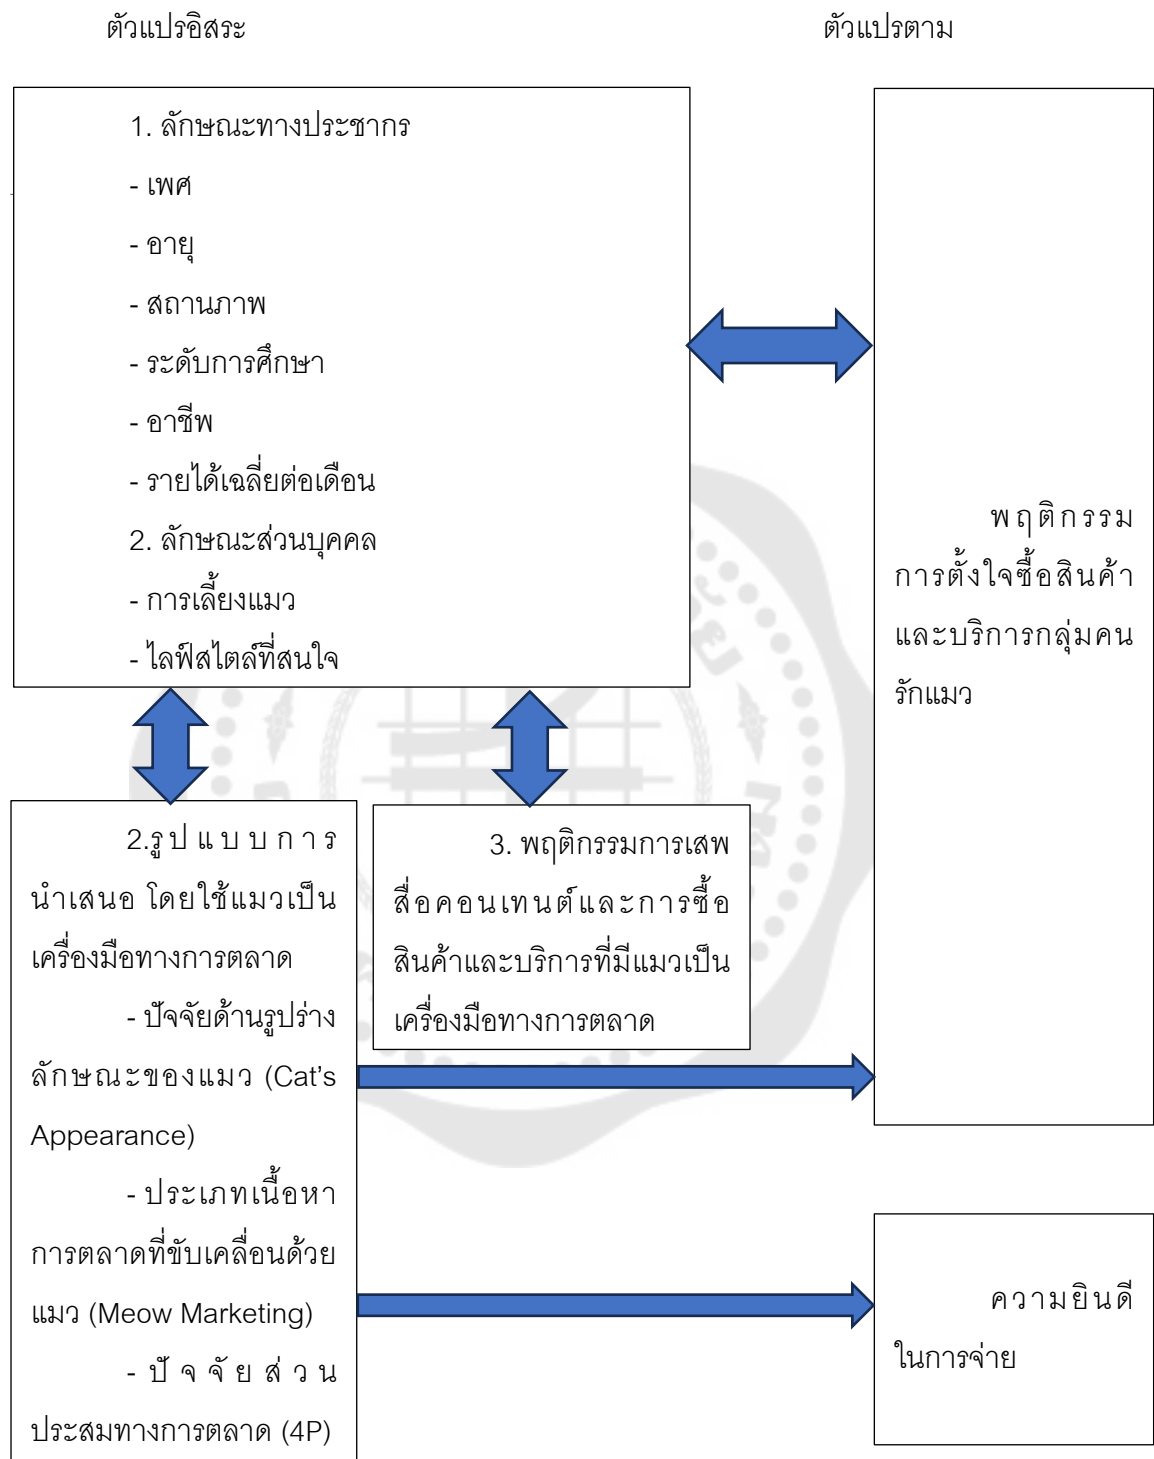 ตัวแปรอิสระ
ตัวแปรตาม
1. ลักษณะทางประชากร
- เพศ
- อายุ
- สถานภาพ
- ระดับการศึกษา
- อาชีพ
- รายได้เฉลี่ยต่อเดือน
2. ลักษณะส่วนบุคคล
- การเลี้ยงแมว
- ไลฟ์สไตล์ที่สนใจ
พฤติกรรม
การตั้งใจซื้อสินค้า
และบริการกลุ่มคน
รักแมว
2.รูปแบบการ
นำเสนอ โดยใช้แมวเป็น
เครื่องมือทางการตลาด
- ปัจจัยด้านรูปร่าง
ลักษณะของแมว (Cat's
Appearance)
- ประเภทเนื้อหา
การตลาดที่ขับเคลื่อนด้วย
แมว (Meow Marketing)
- ปัจจัยส่วน
ประสมทางการตลาด (4P)
3. พฤติกรรมการเสพ
สื่อคอนเทนต์และการซื้อ
สินค้าและบริการที่มีแมวเป็น
เครื่องมือทางการตลาด
ความยินดี
ในการจ่าย